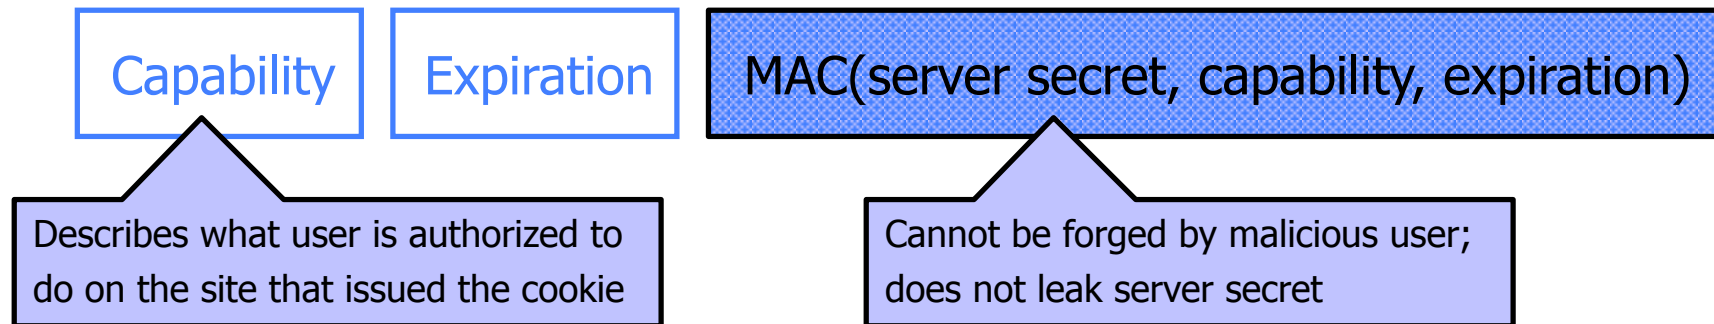 Capability
Expiration
MAC(server secret, capability, expiration)
Describes what user is authorized to
do on the site that issued the cookie
Cannot be forged by malicious user;
does not leak server secret